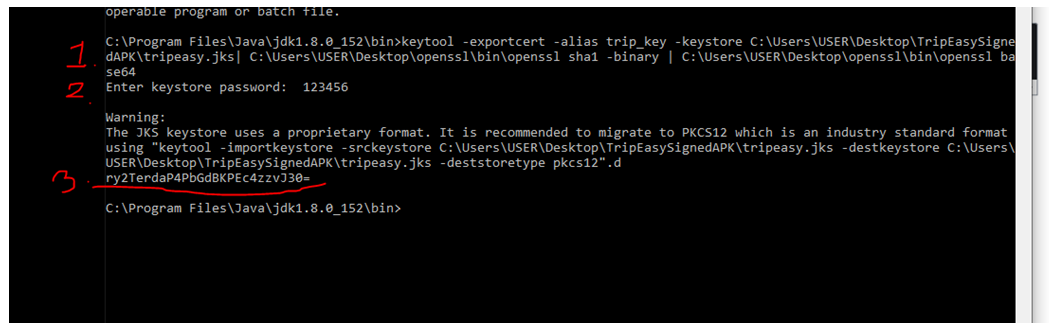 operable program or batch file.
1. C:\Program Files\Java\jdk1.8.0_152\bin>keytool -exportcert -alias trip_key -keystore C:\Users\USER\Desktop\TripEasySigne
dAPK\tripeasy.jks| C:\Users\USER\Desktop\openssl\bin\openssl sha1 -binary | C:\Users\USER\Desktop\openssl\bin\openssl ba
se64
2. Enter keystore password:  123456
Warning:
The JKS keystore uses a proprietary format. It is recommended to migrate to PKCS12 which is an industry standard format
using "keytool -importkeystore -srckeystore C:\Users\USER\Desktop\TripEasySignedAPK\tripeasy.jks -destkeystore C:\Users\
USER\Desktop\TripEasySignedAPK\tripeasy.jks -deststoretype pkcs12".d
3. ry2TerdaP4PbGdBKPEc4zzvJ30=
C:\Program Files\Java\jdk1.8.0_152\bin>